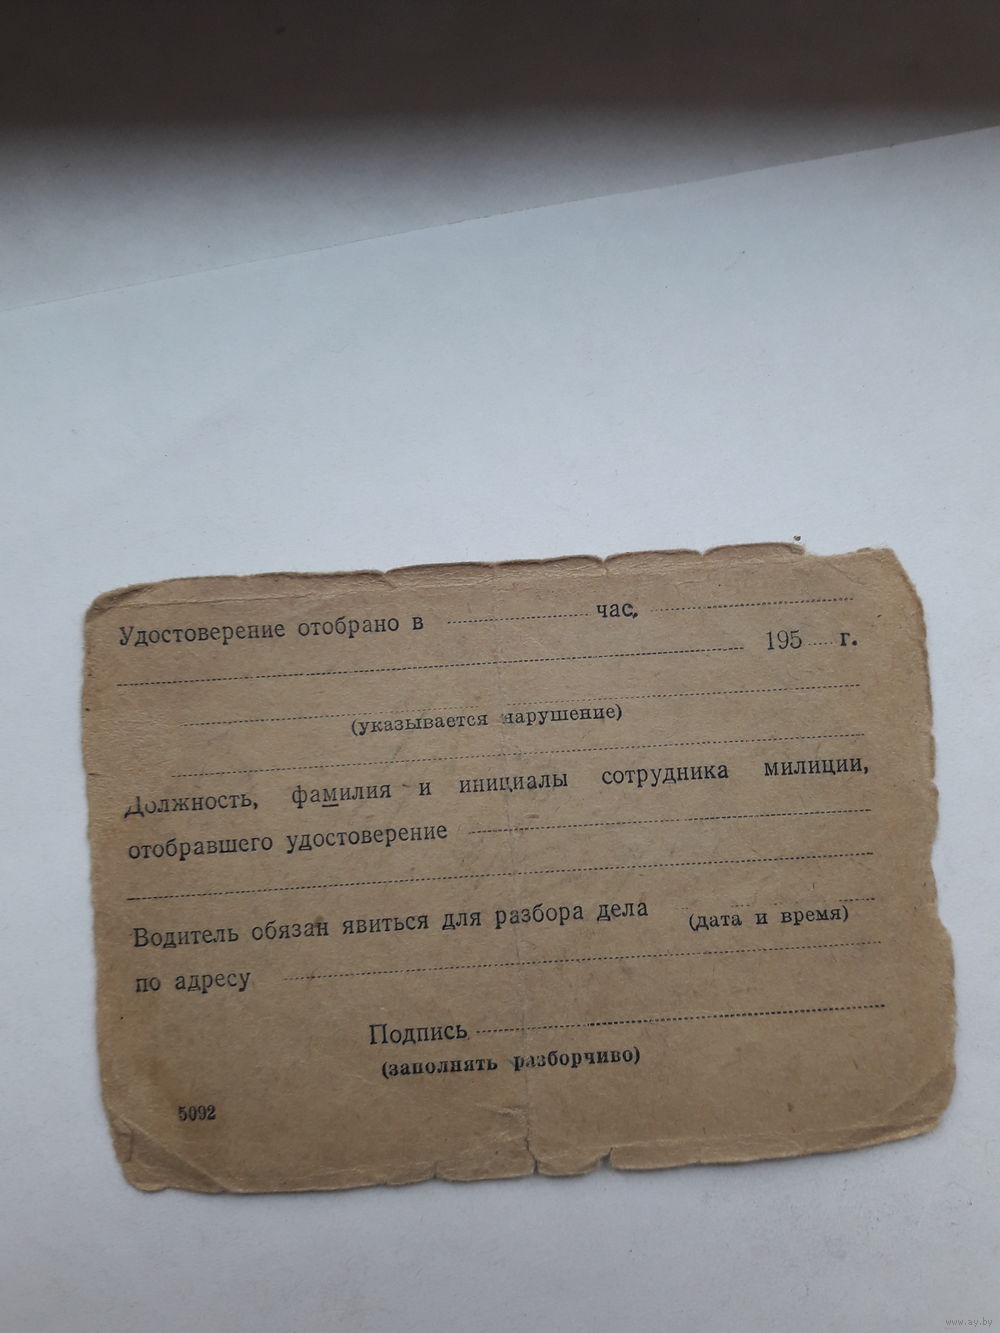 Удостоверение отобрано в час,
195 г.
(указывается нарушение)
Должность, фамилия и инициалы сотрудника милиции,
отобравшего удостоверение
Водитель обязан явиться для разбора дела (дата и время)
по адресу
Подпись
(заполнять разборчиво)
5092
www.ay.by